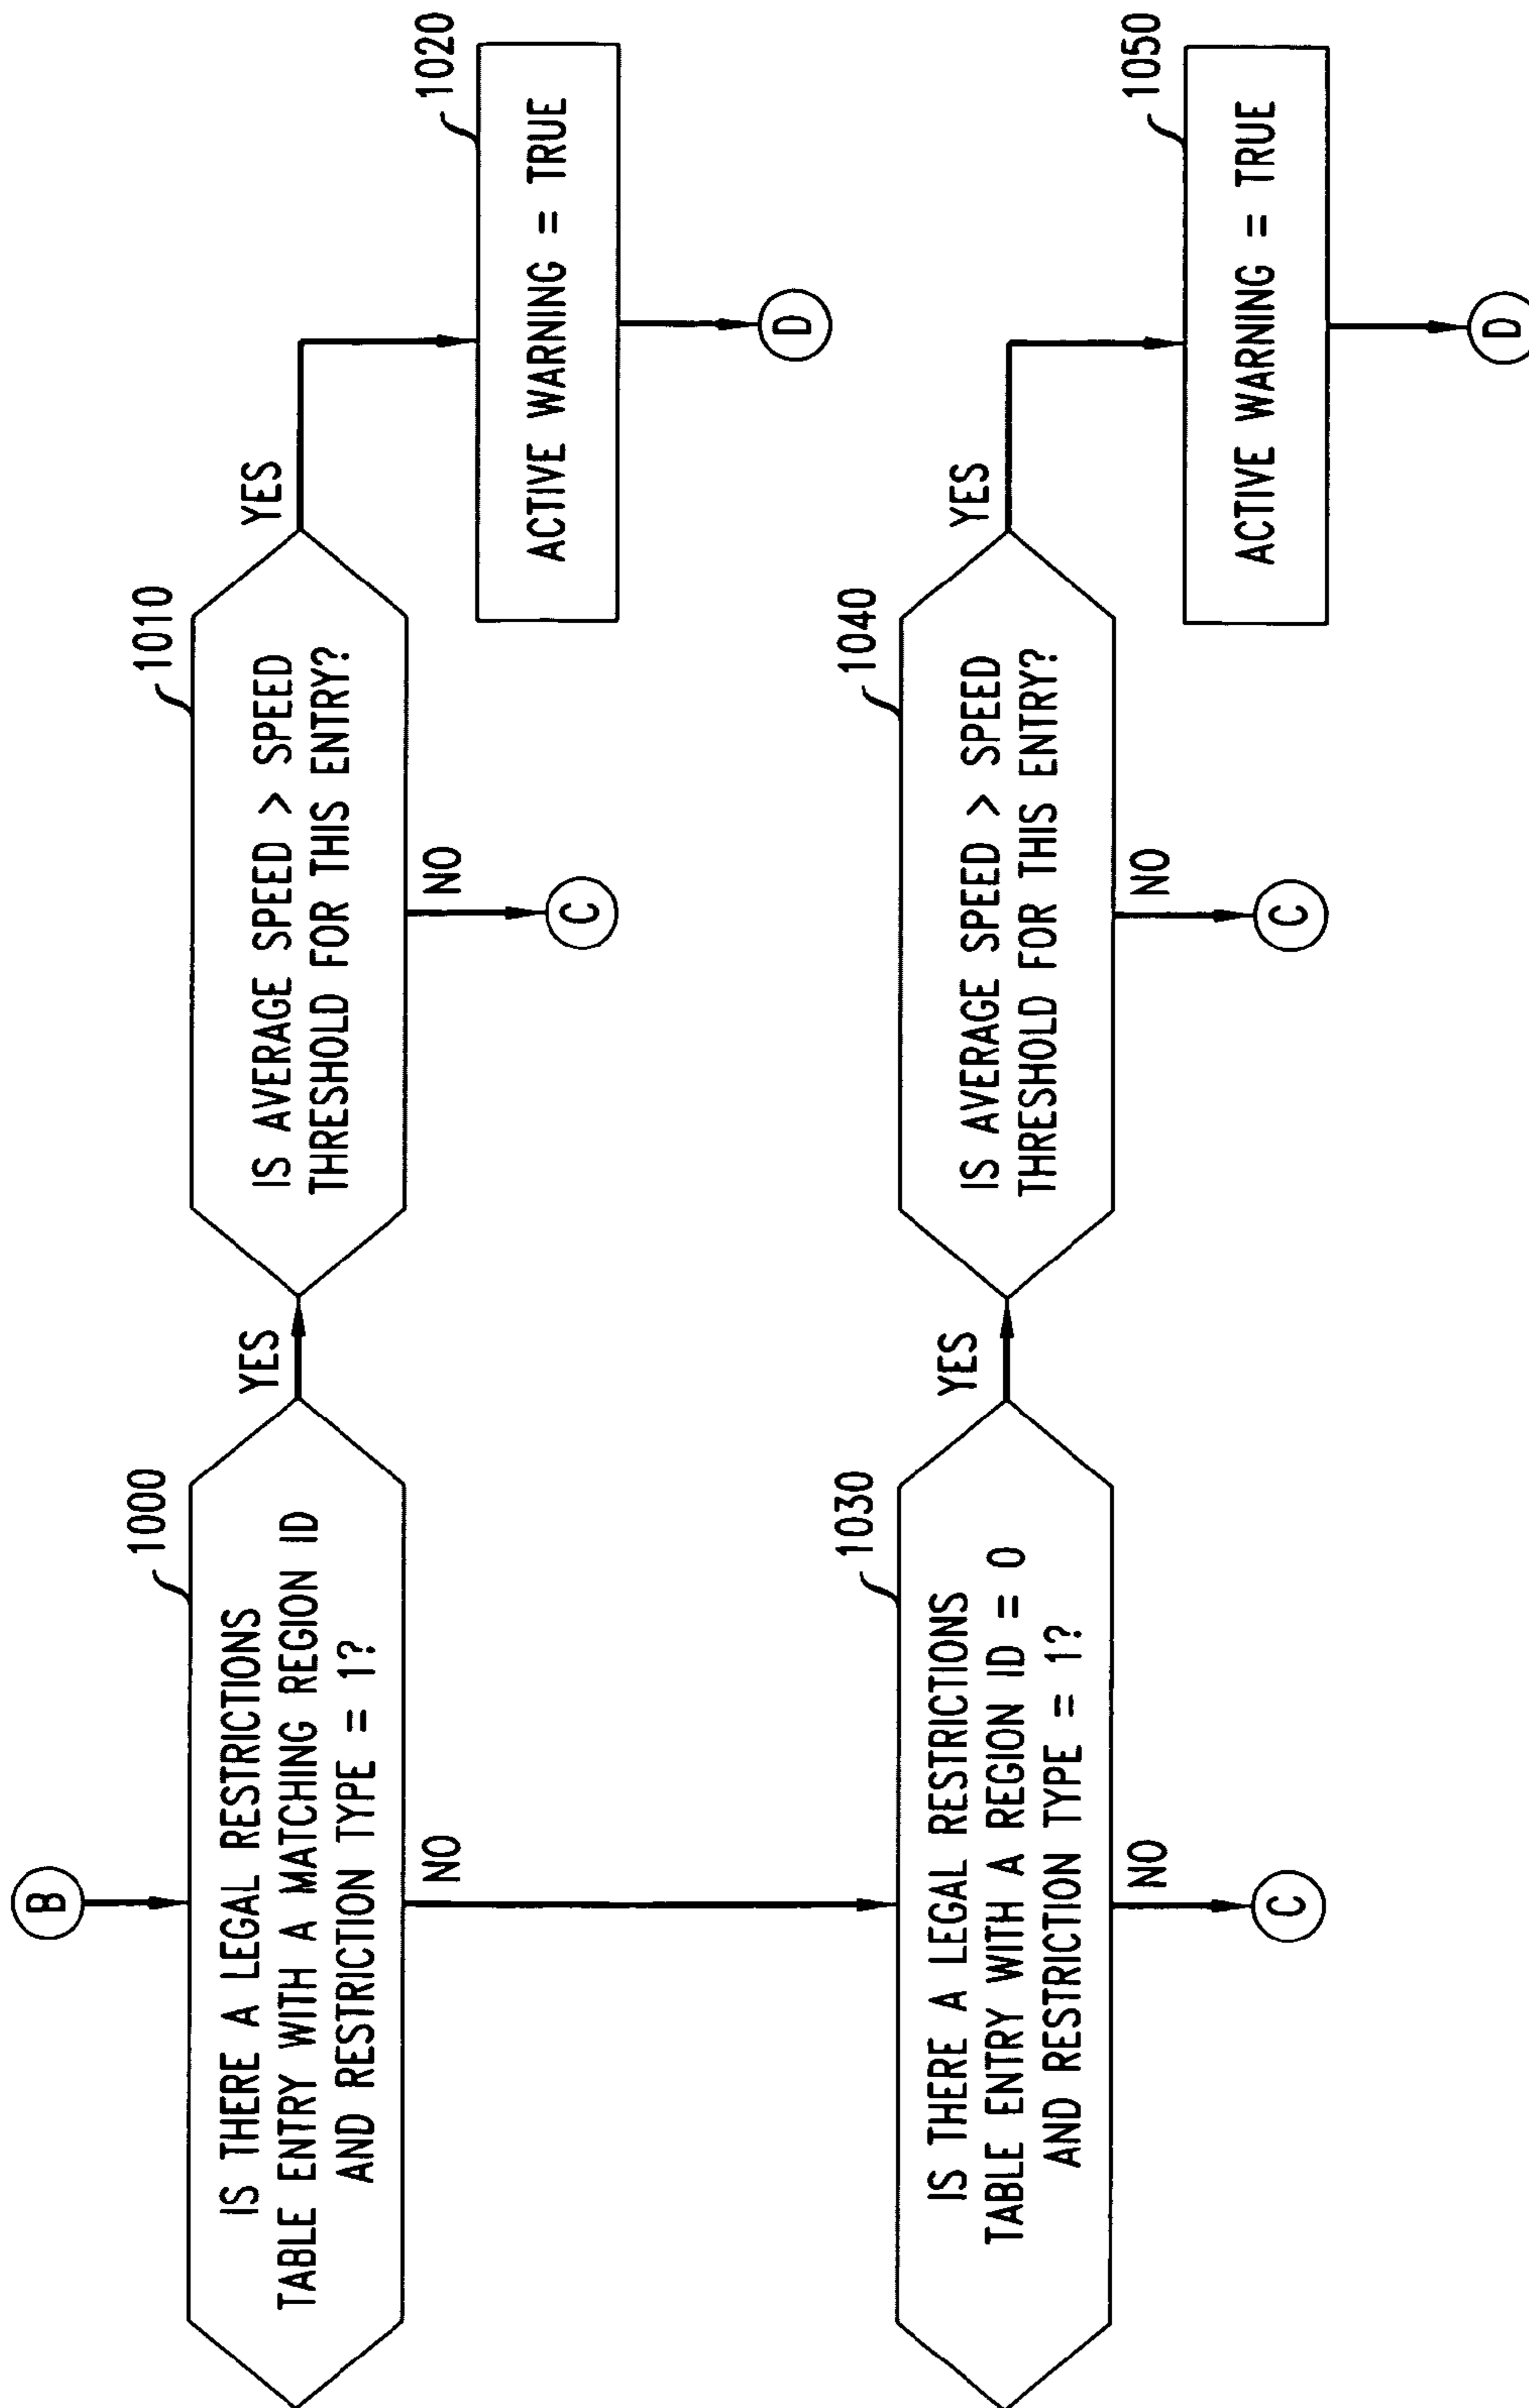 B
1000
IS THERE A LEGAL RESTRICTIONS
TABLE ENTRY WITH A MATCHING REGION ID
AND RESTRICTION TYPE = 1?
YES
NO
1010
IS AVERAGE SPEED > SPEED
THRESHOLD FOR THIS ENTRY?
YES
NO
C
1020
ACTIVE WARNING = TRUE
D
1030
IS THERE A LEGAL RESTRICTIONS
TABLE ENTRY WITH A REGION ID = 0
AND RESTRICTION TYPE = 1?
YES
NO
C
1040
IS AVERAGE SPEED > SPEED
THRESHOLD FOR THIS ENTRY?
YES
NO
C
1050
ACTIVE WARNING = TRUE
D